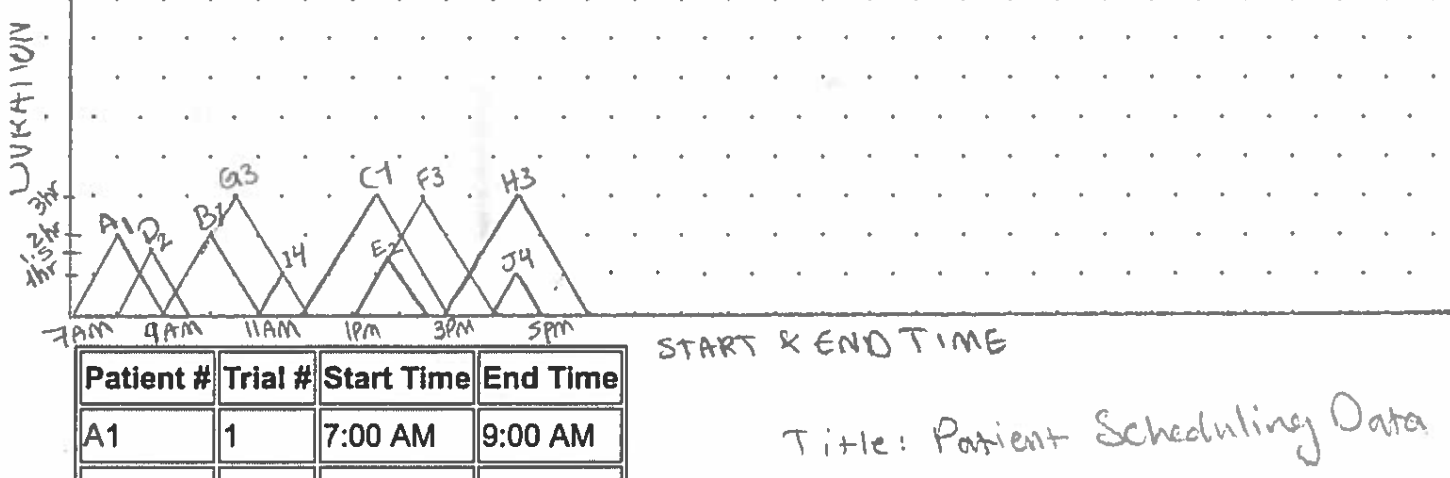 DURATION
G3 C1 F3 H3
3hr
A1 D2 B1
2hr
1.5 I4 E2 J4
1hr
7AM 9AM 11AM 1PM 3PM 5PM
START & END TIME
Patient # Trial # Start Time End Time
A1 1 7:00 AM 9:00 AM
Title: Patient Scheduling Data